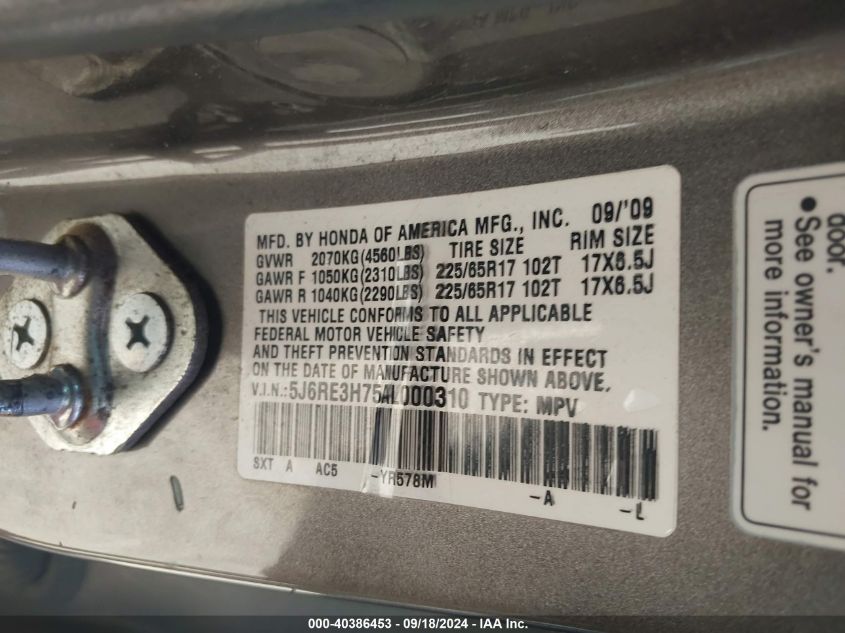 MFD. BY HONDA OF AMERICA MFG., INC. 09/'09
GVWR 2070KG(4560LBS) TIRE SIZE RIM SIZE
GAWR F 1050KG(2310LBS) 225/65R17 102T 17X6.5J
GAWR R 1040KG(2290LBS) 225/65R17 102T 17X6.5J
THIS VEHICLE CONFORMS TO ALL APPLICABLE
FEDERAL MOTOR VEHICLE SAFETY
AND THEFT PREVENTION STANDARDS IN EFFECT
ON THE DATE OF MANUFACTURE SHOWN ABOVE.
V.I.N.:5J6RE3H75AL000310 TYPE: MPV
SXT A AC5 -YR578M -A -L
door.
● See owner's manual for
more information.
000-40386453 - 09/18/2024 - IAA Inc.